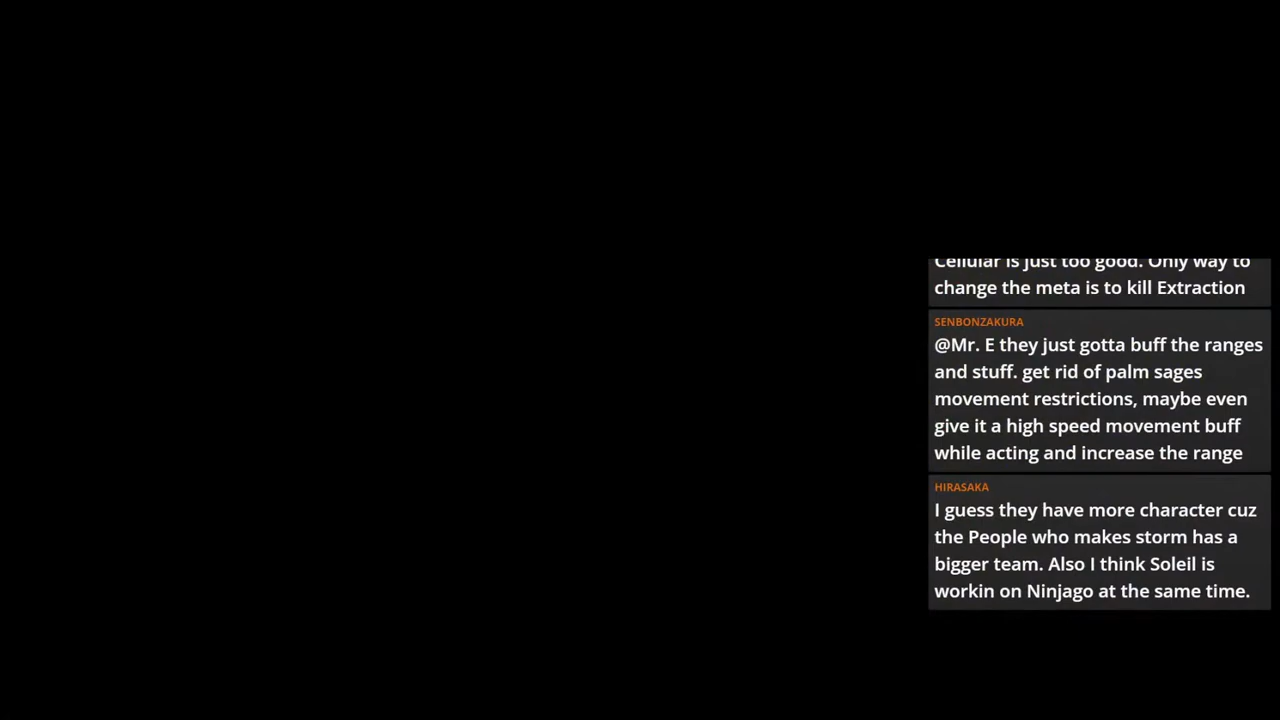 Cellular is just too good. Only way to
change the meta is to kill Extraction
SENBONZAKURA
@Mr. E they just gotta buff the ranges
and stuff. get rid of palm sages
movement restrictions, maybe even
give it a high speed movement buff
while acting and increase the range
HIRASAKA
I guess they have more character cuz
the People who makes storm has a
bigger team. Also I think Soleil is
workin on Ninjago at the same time.